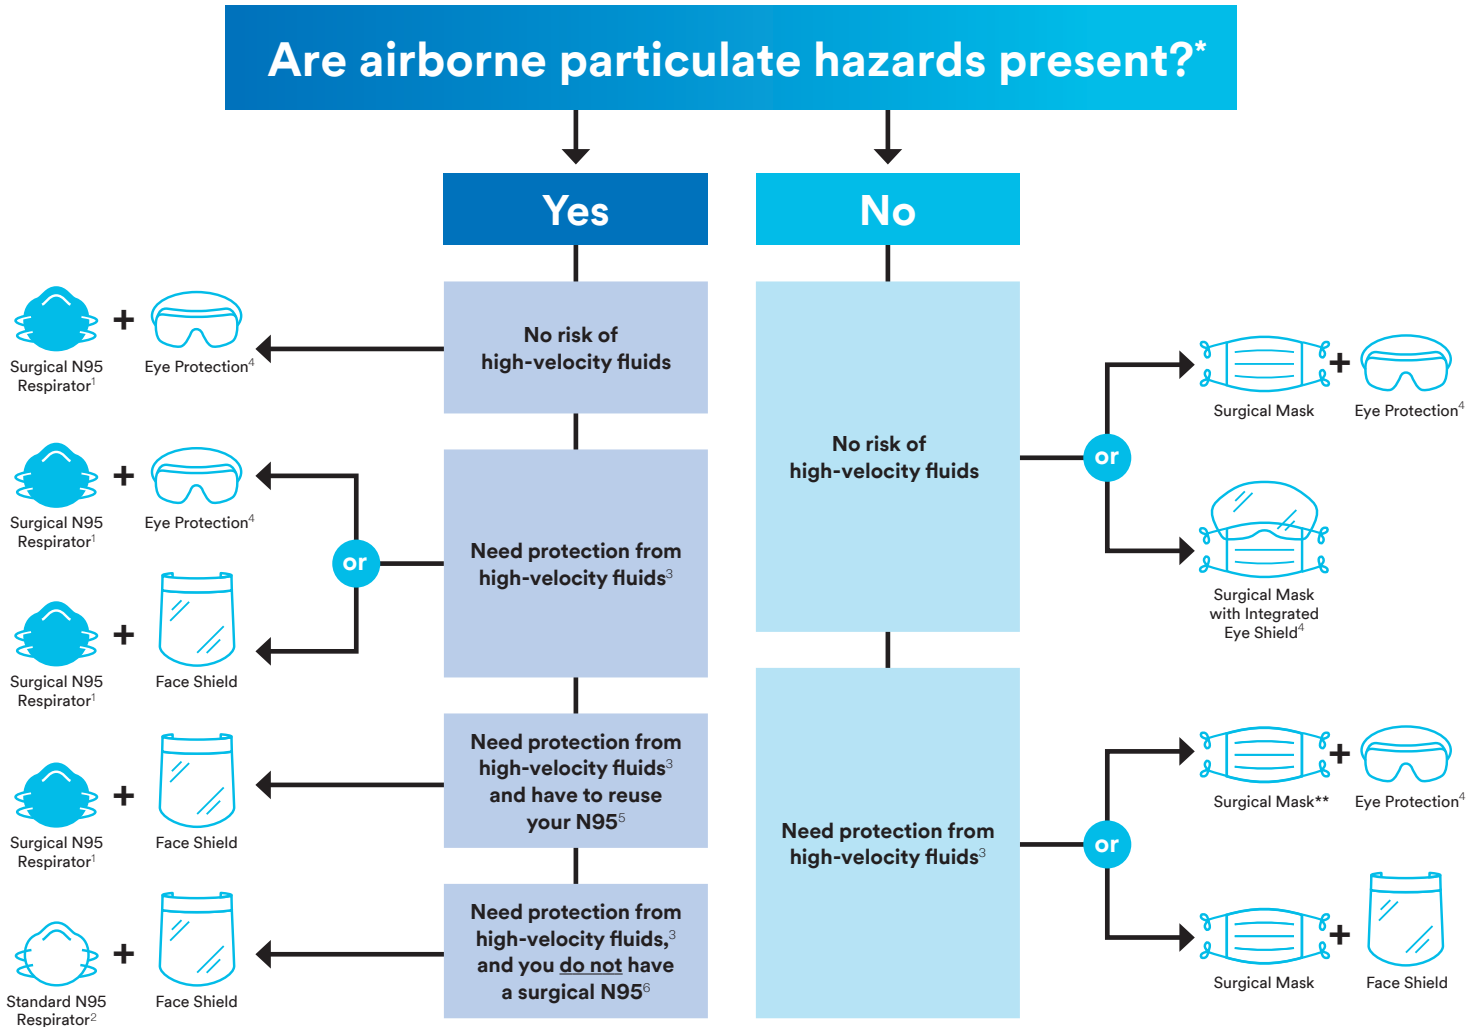 Are airborne particulate hazards present?*
Yes
No risk of
high-velocity fluids
Surgical N95
Respirator¹
+
Eye Protection⁴
Need protection from
high-velocity fluids³
or
Surgical N95
Respirator¹
+
Eye Protection⁴
Surgical N95
Respirator¹
+
Face Shield
Need protection from
high-velocity fluids³
and have to reuse
your N95⁵
Surgical N95
Respirator¹
+
Face Shield
Need protection from
high-velocity fluids,³
and you do not have
a surgical N95⁶
Standard N95
Respirator²
+
Face Shield
No
No risk of
high-velocity fluids
or
Surgical Mask
+
Eye Protection⁴
Surgical Mask
with Integrated
Eye Shield⁴
Need protection from
high-velocity fluids³
or
Surgical Mask**
+
Eye Protection⁴
Surgical Mask
+
Face Shield